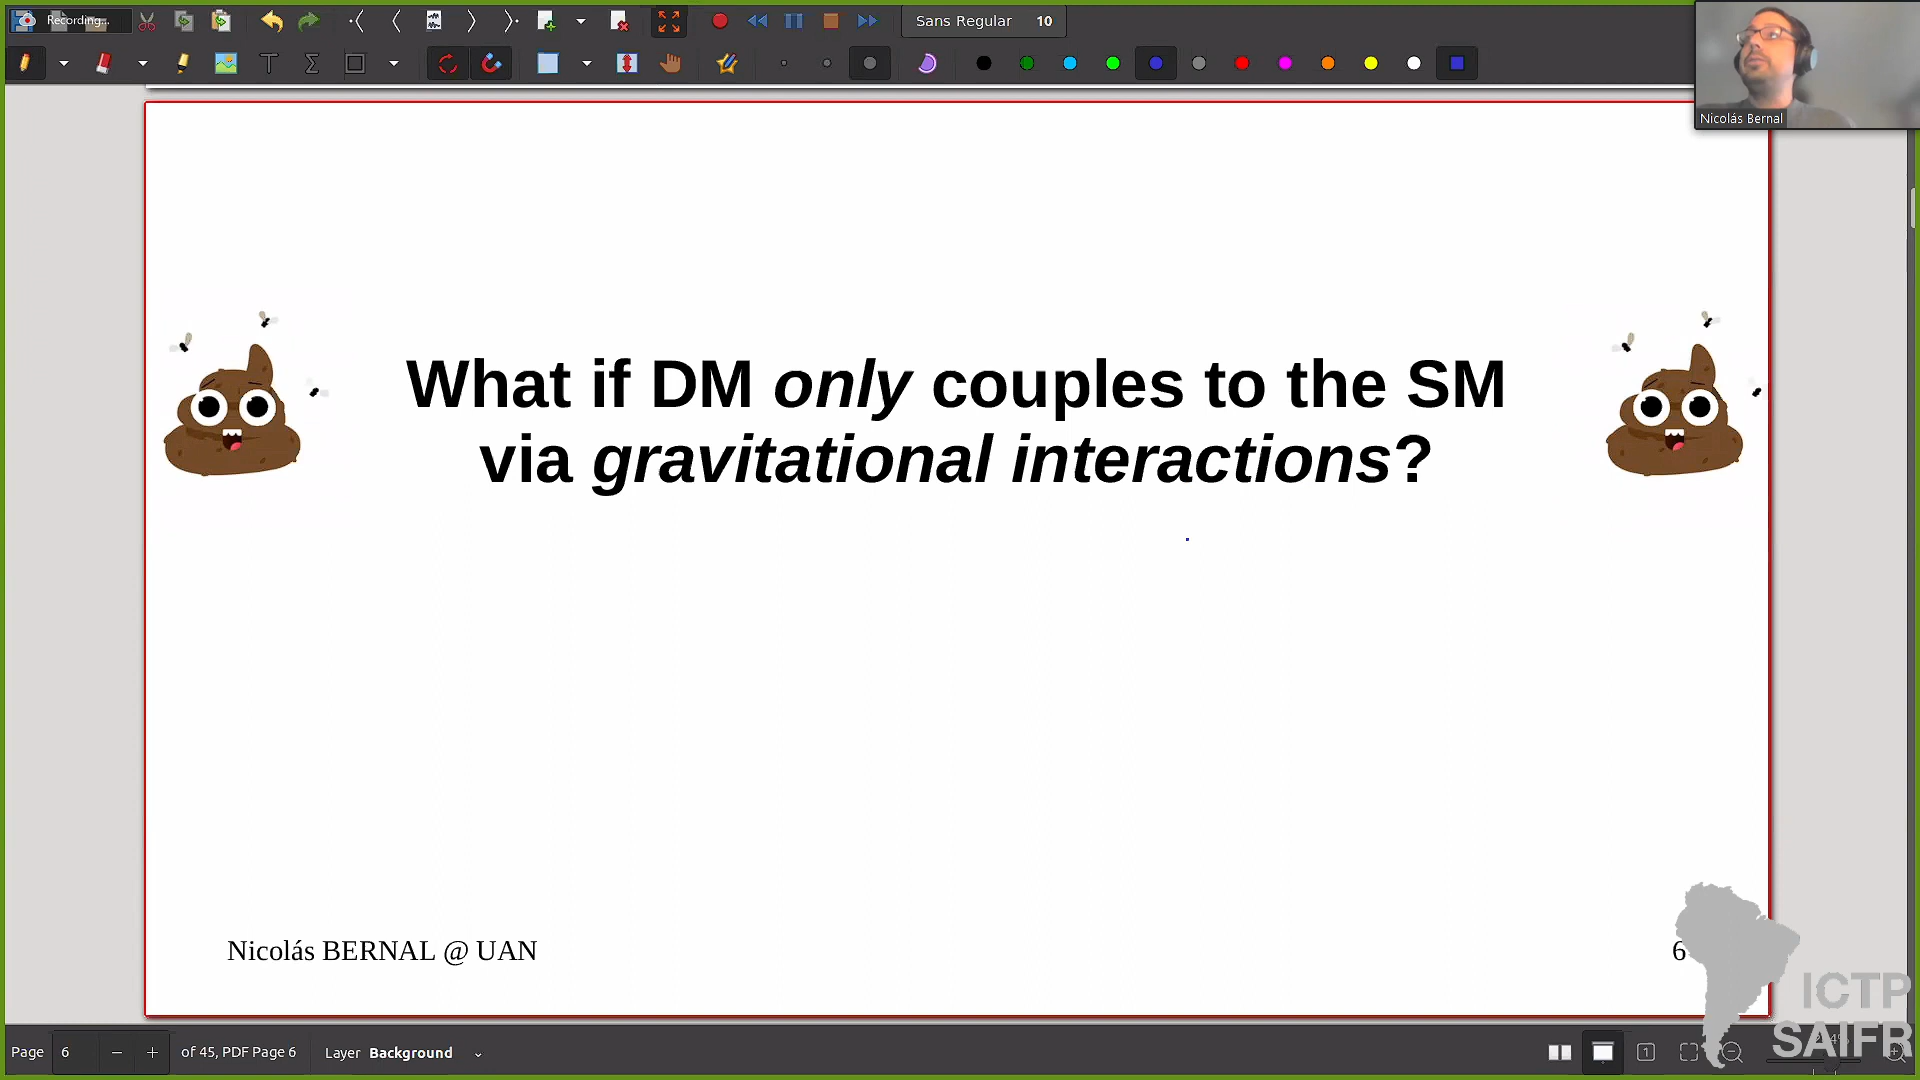 Recording...
Sans Regular 10
Nicolás Bernal
What if DM only couples to the SM
via gravitational interactions?
Nicolás BERNAL @ UAN
6
ICTP
SAIFR
Page 6 of 45, PDF Page 6 Layer Background